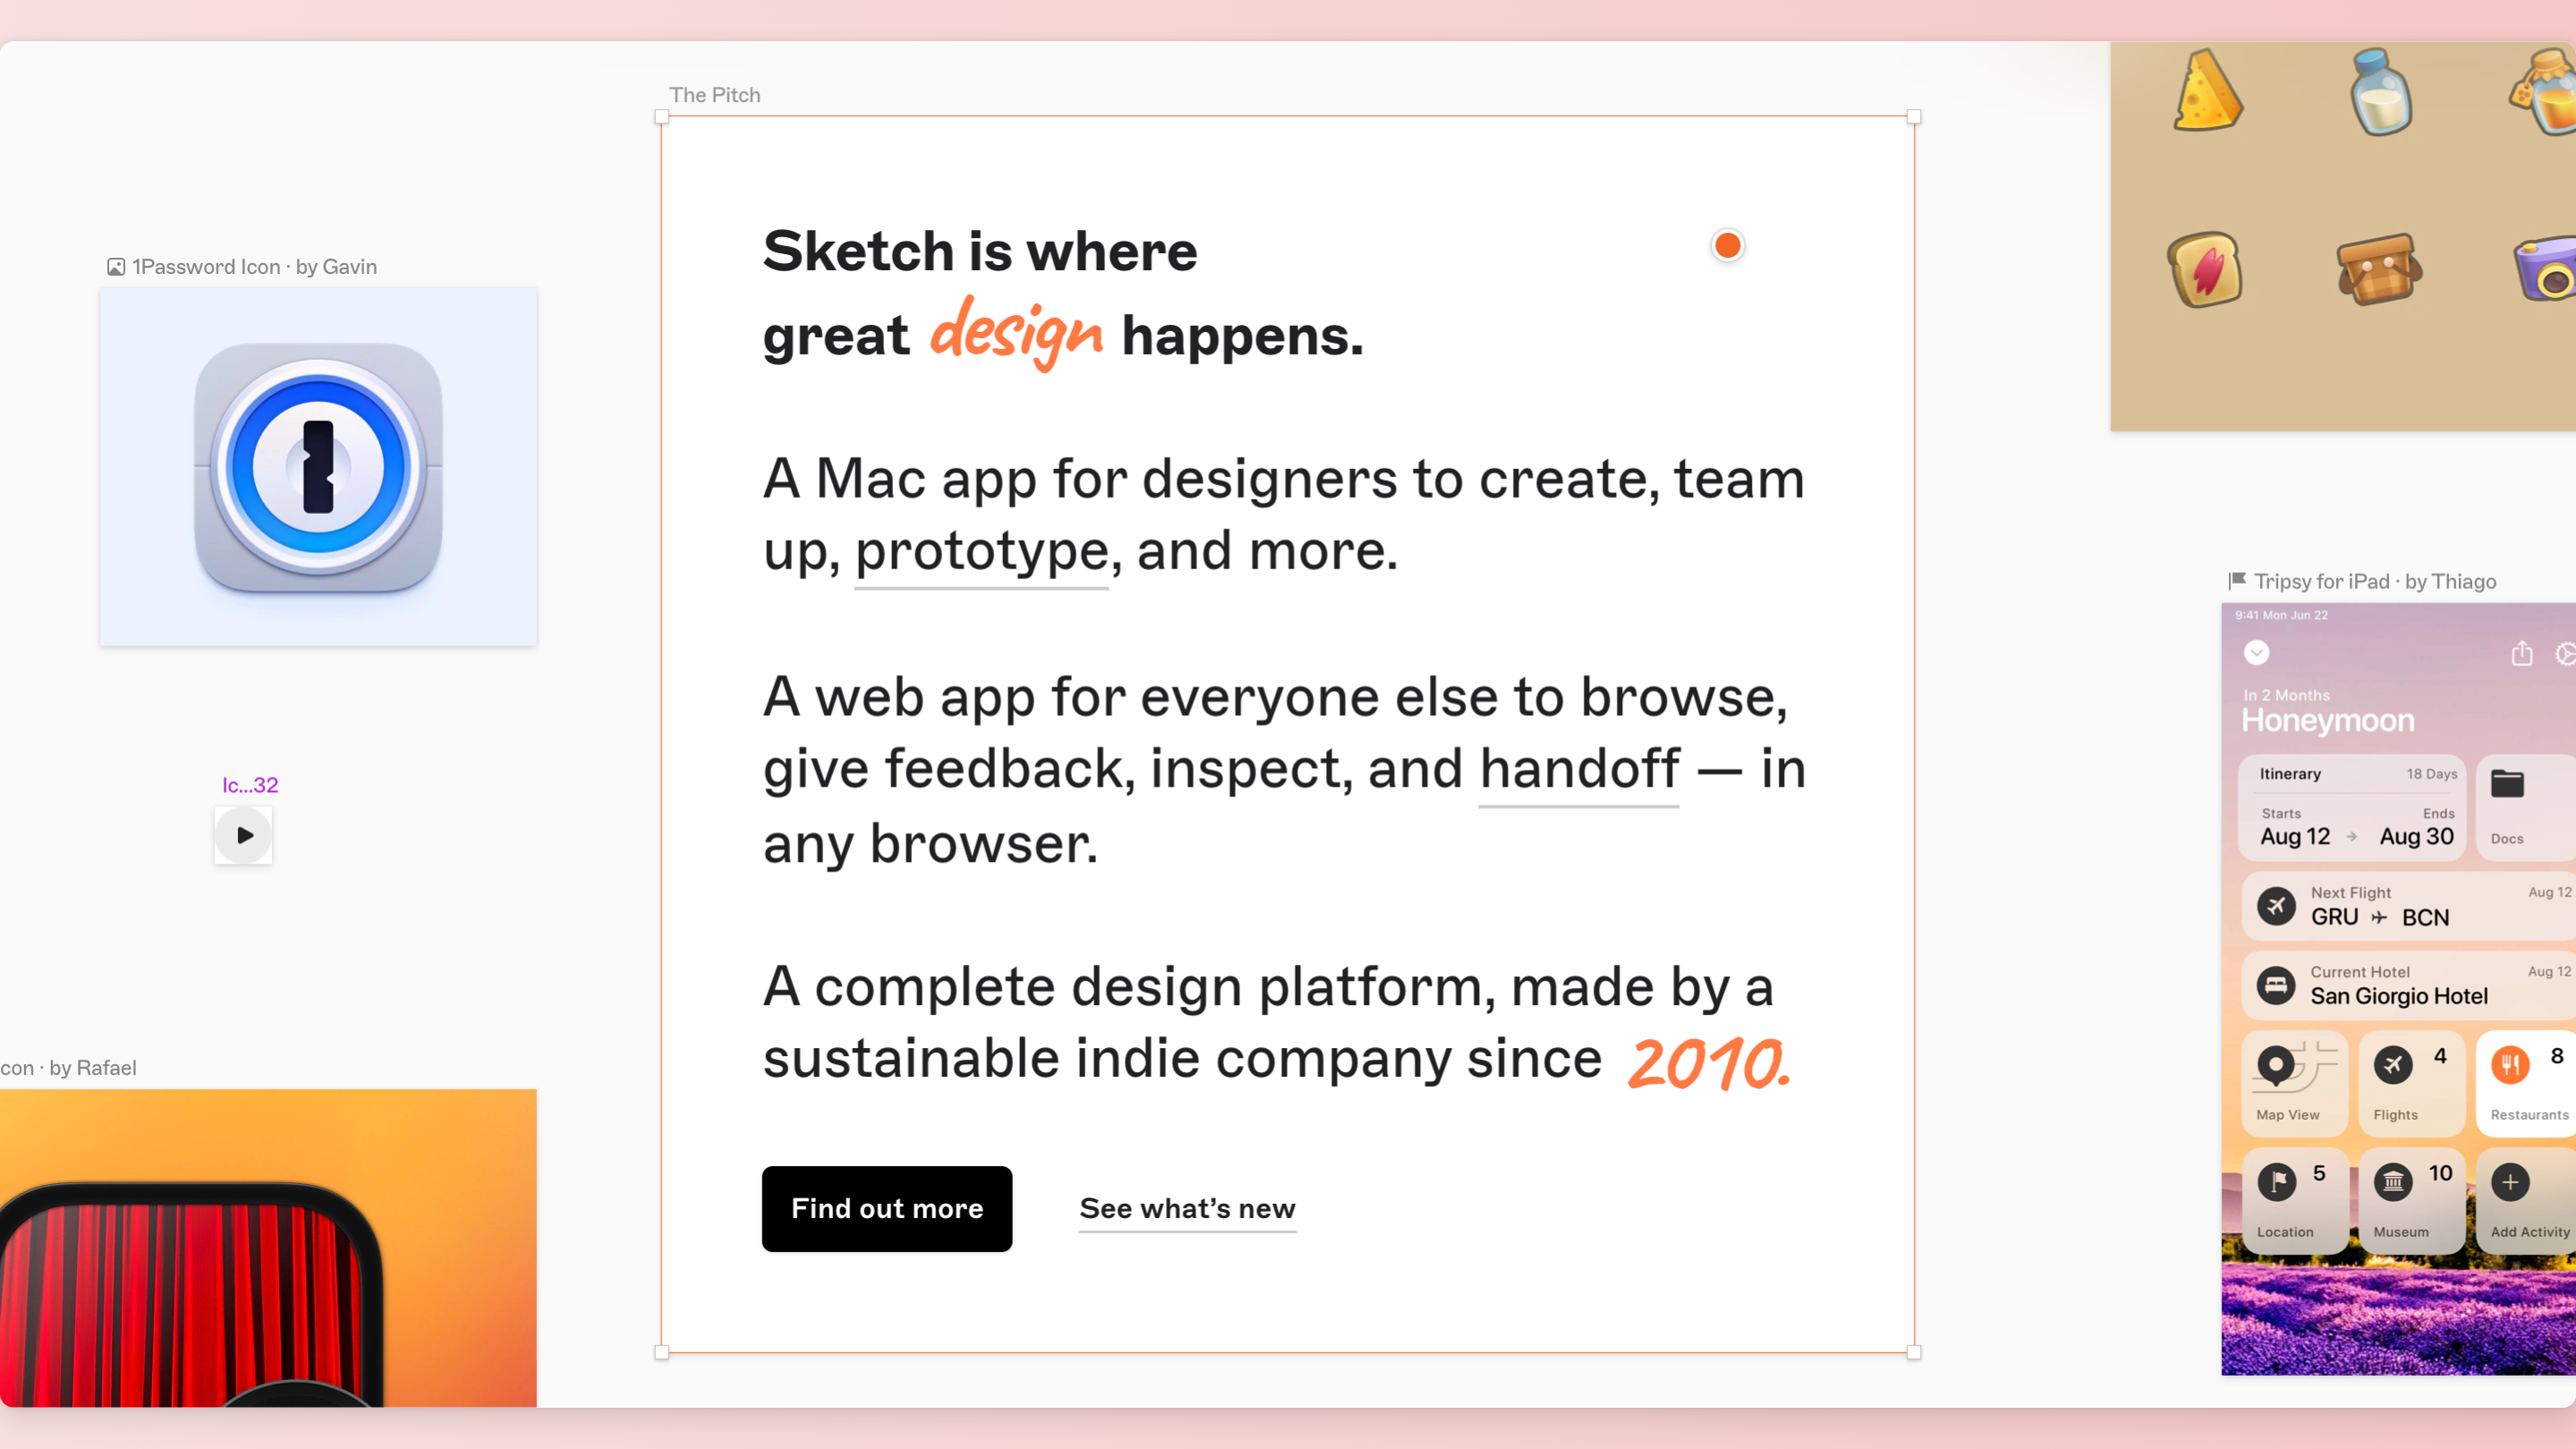 The Pitch
Sketch is where
great design happens.
A Mac app for designers to create, team
up, prototype, and more.
A web app for everyone else to browse,
give feedback, inspect, and handoff — in
any browser.
A complete design platform, made by a
sustainable indie company since 2010.
Find out more
See what’s new
1Password Icon · by Gavin
Ic...32
con · by Rafael
Tripsy for iPad · by Thiago
9:41 Mon Jun 22
In 2 Months
Honeymoon
Itinerary 18 Days
Starts Ends
Aug 12 → Aug 30
Docs
Next Flight Aug 12
GRU BCN
Current Hotel Aug 12
San Giorgio Hotel
4 8
Map View Flights Restaurants
5 10
Location Museum Add Activity